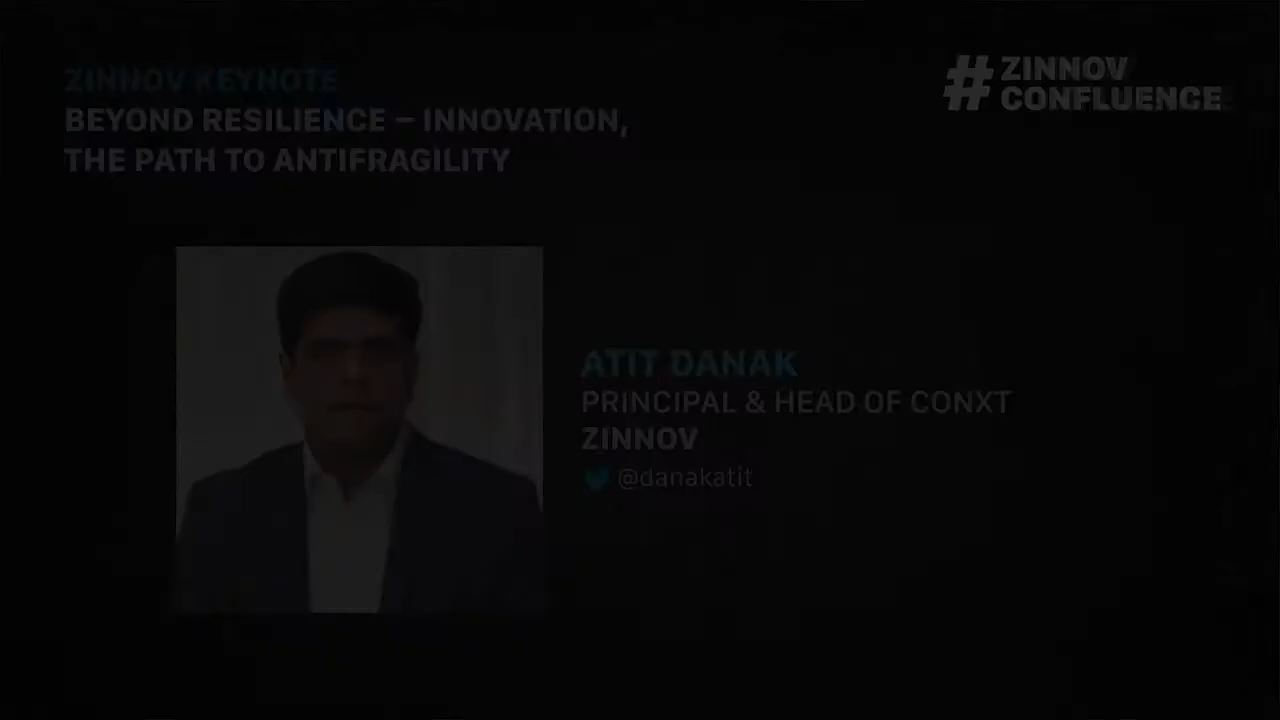 ZINNOV KEYNOTE
BEYOND RESILIENCE – INNOVATION,
THE PATH TO ANTIFRAGILITY
# ZINNOV
CONFLUENCE
ATIT DANAK
PRINCIPAL & HEAD OF CONXT
ZINNOV
@danakatit